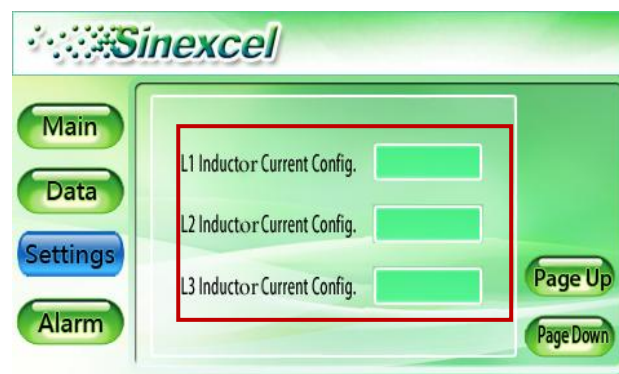 Sinexcel
Main
Data
Settings
Alarm
L1 Inductor Current Config.
L2 Inductor Current Config.
L3 Inductor Current Config.
Page Up
Page Down